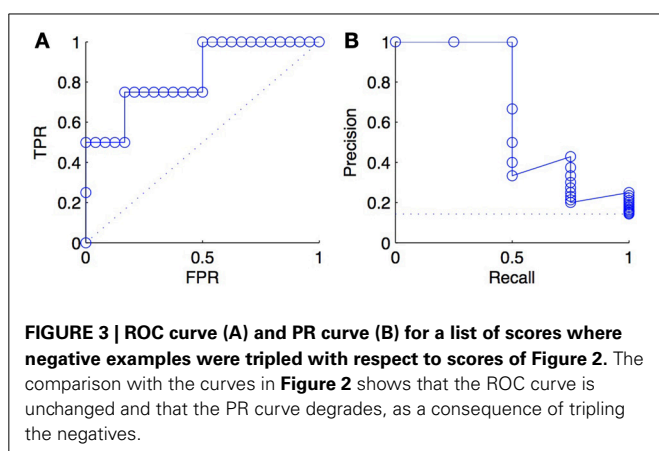 A
B
1
0.8
0.6
0.4
0.2
0
TPR
0
0.5
1
FPR
1
0.8
0.6
0.4
0.2
0
Precision
0
0.5
1
Recall
FIGURE 3 | ROC curve (A) and PR curve (B) for a list of scores where
negative examples were tripled with respect to scores of Figure 2. The
comparison with the curves in Figure 2 shows that the ROC curve is
unchanged and that the PR curve degrades, as a consequence of tripling
the negatives.